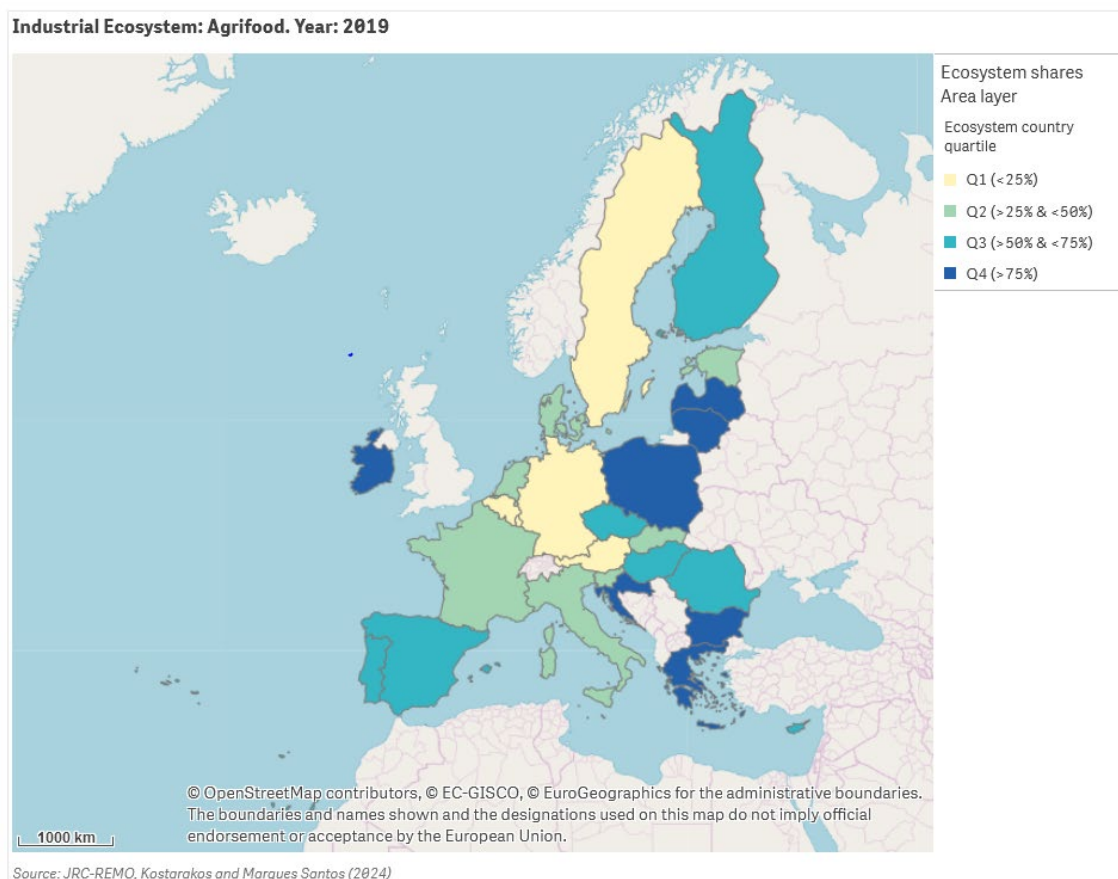 Industrial Ecosystem: Agrifood. Year: 2019
Ecosystem shares
Area layer
Ecosystem country
quartile
Q1 (<25%)
Q2 (>25% & <50%)
Q3 (>50% & <75%)
Q4 (>75%)
© OpenStreetMap contributors, © EC-GISCO, © EuroGeographics for the administrative boundaries.
The boundaries and names shown and the designations used on this map do not imply official
endorsement or acceptance by the European Union.
1000 km
Source: JRC-REMO, Kostarakos and Marques Santos (2024)